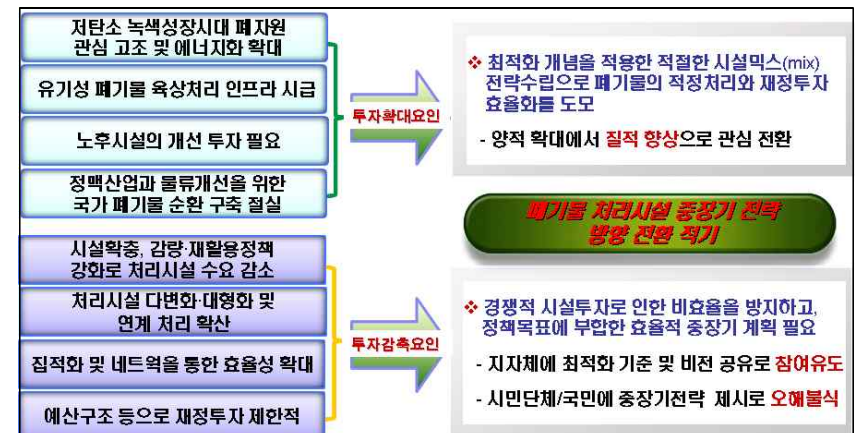 저탄소 녹색성장시대 폐자원
관심 고조 및 에너지화 확대
유기성 폐기물 육상처리 인프라 시급
노후시설의 개선 투자 필요
정맥산업과 물류개선을 위한
국가 폐기물 순환 구축 절실
투자확대요인
❖ 최적화 개념을 적용한 적절한 시설믹스(mix)
전략수립으로 폐기물의 적정처리와 재정투자
효율화를 도모
- 양적 확대에서 질적 향상으로 관심 전환
폐기물 처리시설 중장기 전략
방향 전환 적기
시설확충, 감량·재활용정책
강화로 처리시설 수요 감소
처리시설 다변화·대형화 및
연계 처리 확산
집적화 및 네트웍을 통한 효율성 확대
예산구조 등으로 재정투자 제한적
투자감축요인
❖ 경쟁적 시설투자로 인한 비효율을 방지하고,
정책목표에 부합한 효율적 중장기 계획 필요
- 지자체에 최적화 기준 및 비전 공유로 참여유도
- 시민단체/국민에 중장기전략 제시로 오해불식